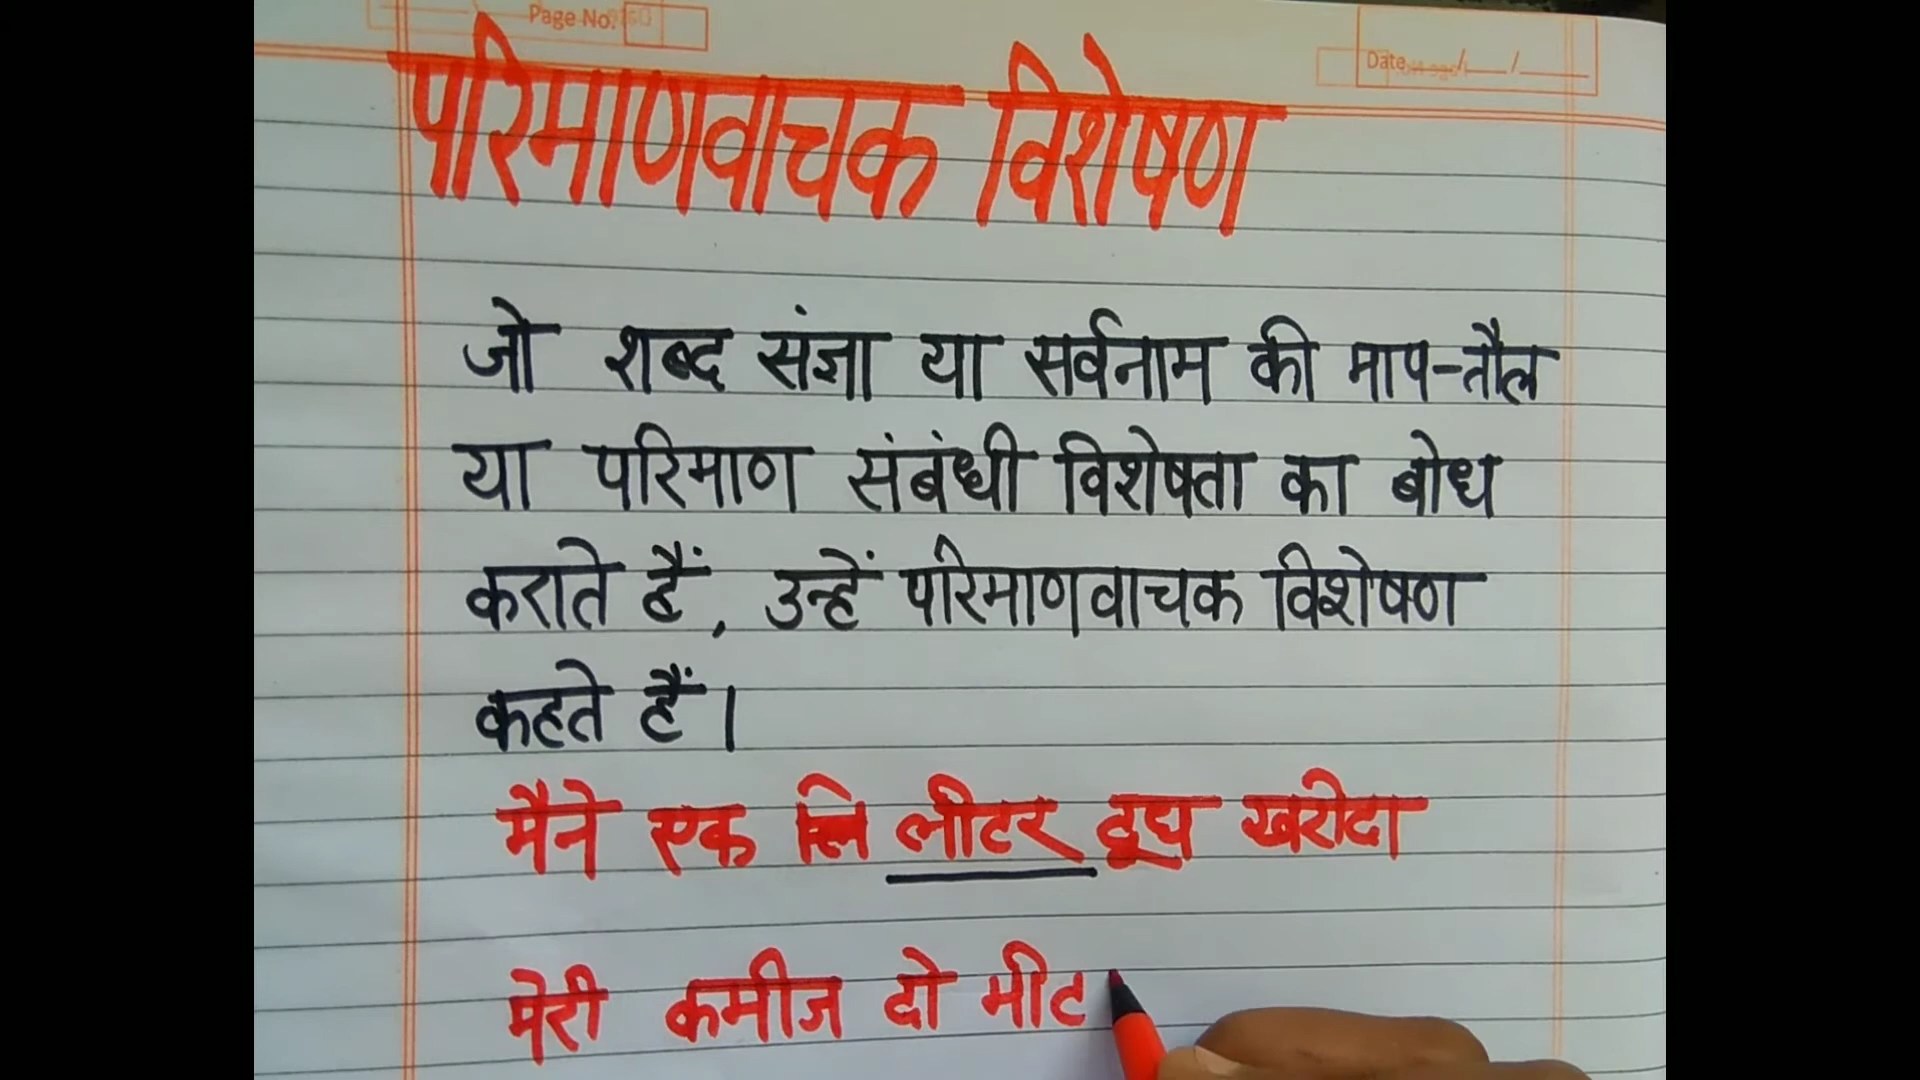 Page No.
Date / /
परिमाणवाचक विशेषण
जो शब्द संज्ञा या सर्वनाम की माप-तौल
या परिमाण संबंधी विशेषता का बोध
कराते हैं, उन्हें परिमाणवाचक विशेषण
कहते हैं।
मैने एक लि लीटर दूध खरीदा
मेरी कमीज दो मीट